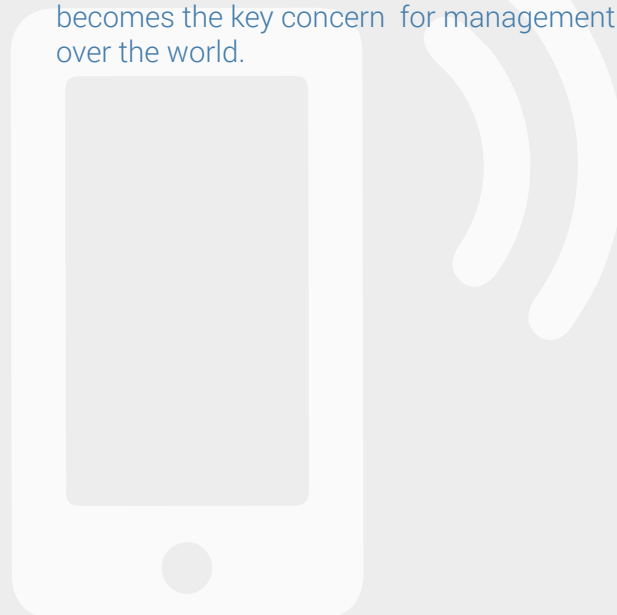 becomes the key concern  for management
over the world.